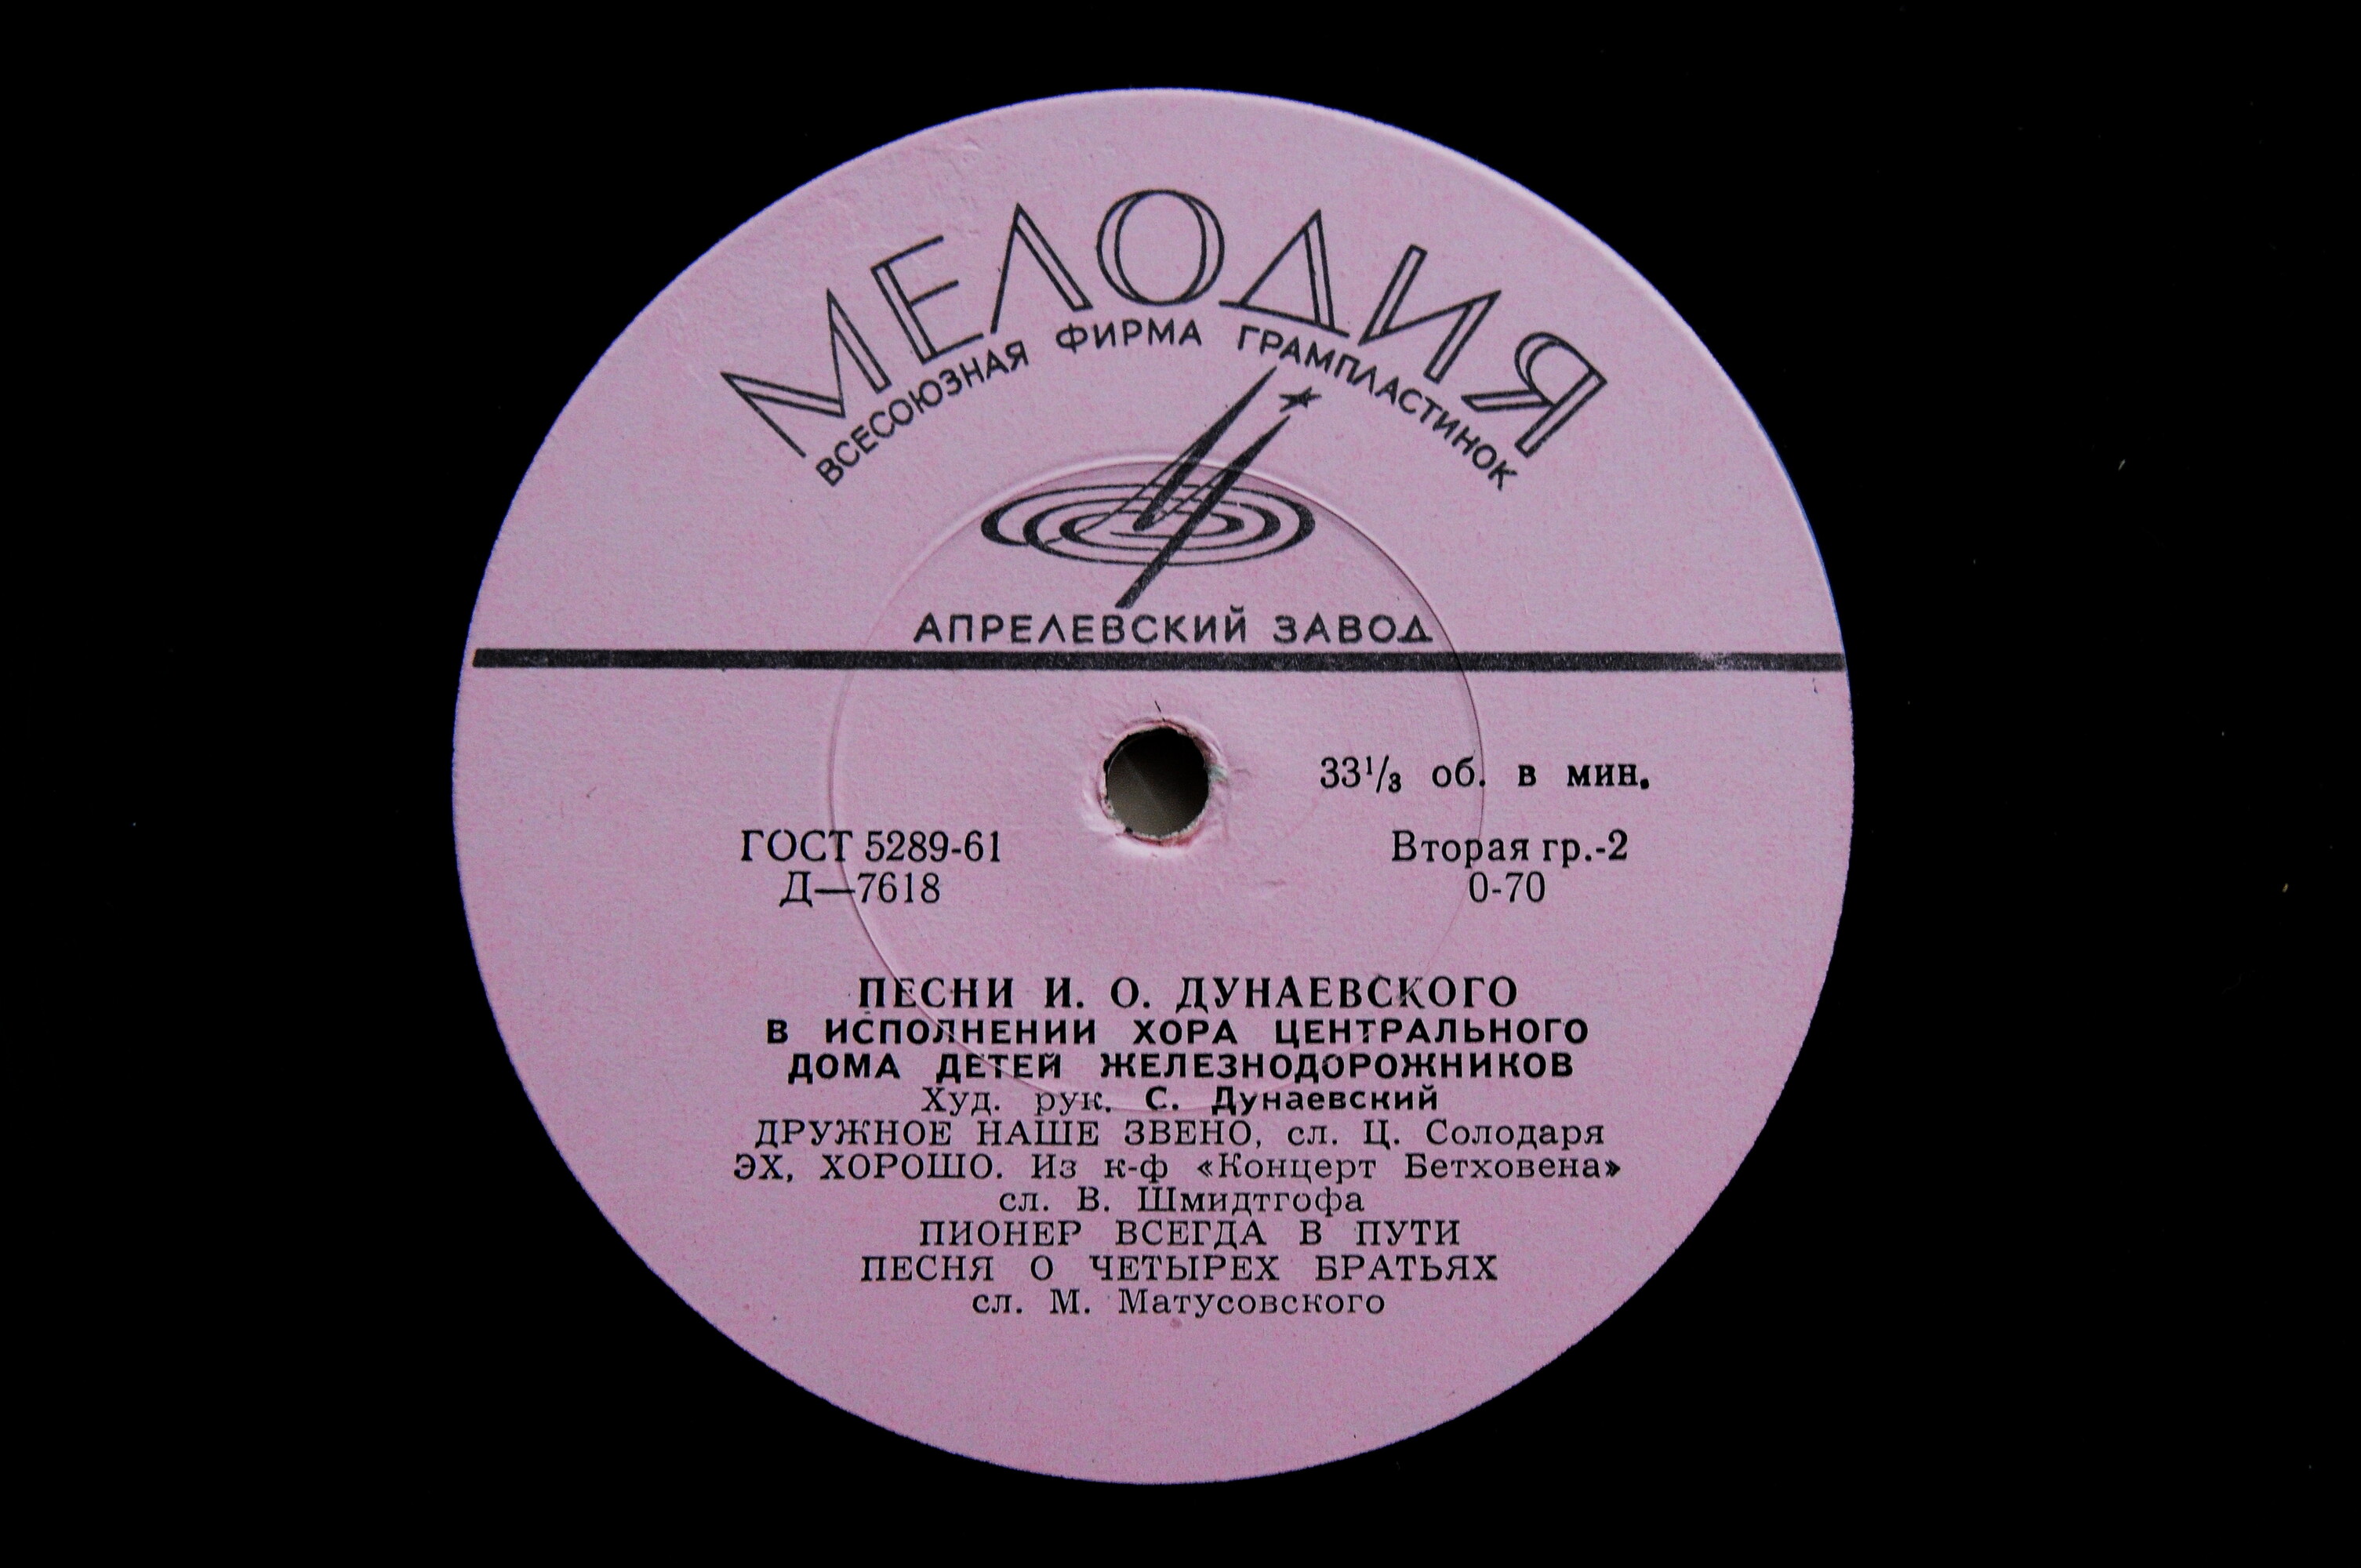 МЕЛОДИЯ
ВСЕСОЮЗНАЯ ФИРМА ГРАМПЛАСТИНОК
АПРЕЛЕВСКИЙ ЗАВОД
33¹/₃ об. в мин.
ГОСТ 5289-61
Д—7618
Вторая гр.-2
0-70
ПЕСНИ И. О. ДУНАЕВСКОГО
В ИСПОЛНЕНИИ ХОРА ЦЕНТРАЛЬНОГО
ДОМА ДЕТЕЙ ЖЕЛЕЗНОДОРОЖНИКОВ
Худ. рук. С. Дунаевский
ДРУЖНОЕ НАШЕ ЗВЕНО, сл. Ц. Солодаря
ЭХ, ХОРОШО. Из к-ф «Концерт Бетховена»
сл. В. Шмидтгофа
ПИОНЕР ВСЕГДА В ПУТИ
ПЕСНЯ О ЧЕТЫРЕХ БРАТЬЯХ
сл. М. Матусовского